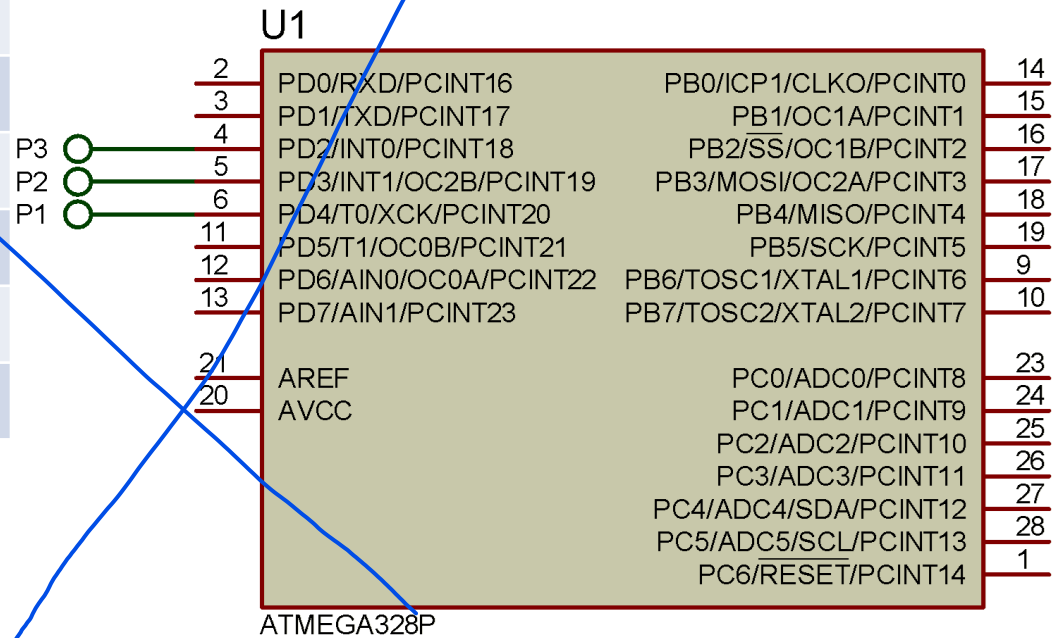 U1
2 PD0/RXD/PCINT16 PB0/ICP1/CLKO/PCINT0 14
3 PD1/TXD/PCINT17 PB1/OC1A/PCINT1 15
P3 4 PD2/INT0/PCINT18 PB2/SS/OC1B/PCINT2 16
P2 5 PD3/INT1/OC2B/PCINT19 PB3/MOSI/OC2A/PCINT3 17
P1 6 PD4/T0/XCK/PCINT20 PB4/MISO/PCINT4 18
11 PD5/T1/OC0B/PCINT21 PB5/SCK/PCINT5 19
12 PD6/AIN0/OC0A/PCINT22 PB6/TOSC1/XTAL1/PCINT6 9
13 PD7/AIN1/PCINT23 PB7/TOSC2/XTAL2/PCINT7 10
21 AREF PC0/ADC0/PCINT8 23
20 AVCC PC1/ADC1/PCINT9 24
PC2/ADC2/PCINT10 25
PC3/ADC3/PCINT11 26
PC4/ADC4/SDA/PCINT12 27
PC5/ADC5/SCL/PCINT13 28
PC6/RESET/PCINT14 1
ATMEGA328P